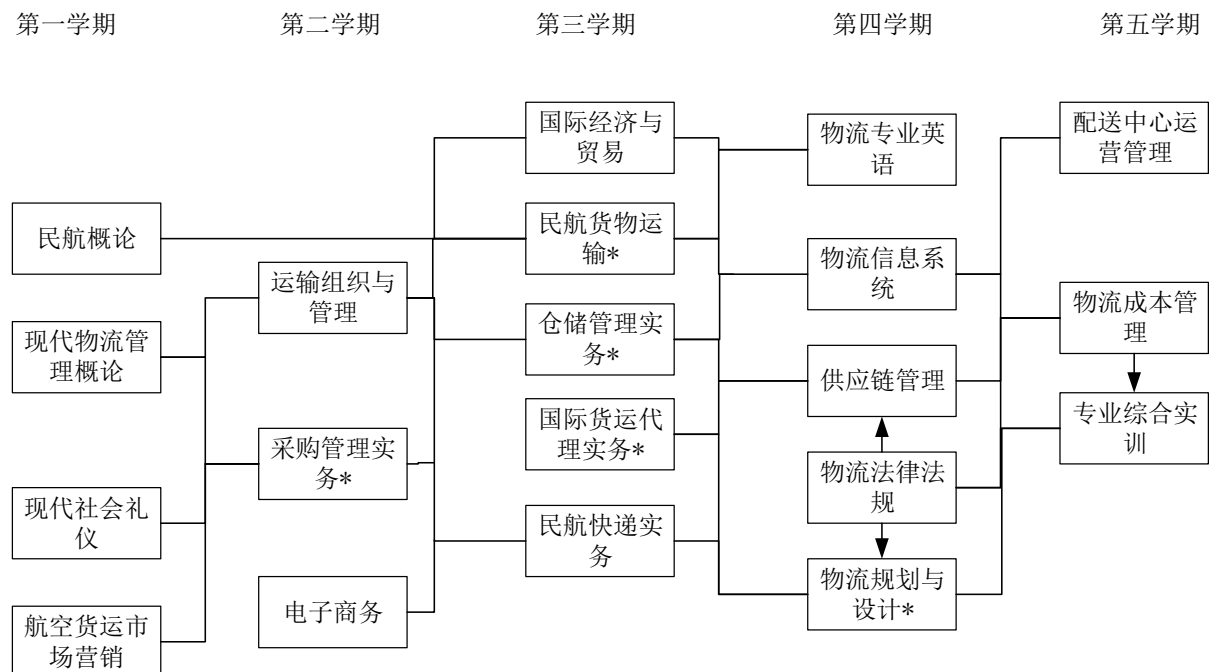 第一学期
第二学期
第三学期
第四学期
第五学期
民航概论
现代物流管
理概论
现代社会礼
仪
航空货运市
场营销
运输组织与
管理
采购管理实
务*
电子商务
国际经济与
贸易
民航货物运
输*
仓储管理实
务*
国际货运代
理实务*
民航快递实
务
物流专业英
语
物流信息系
统
供应链管理
物流法律法
规
物流规划与
设计*
配送中心运
营管理
物流成本管
理
专业综合实
训